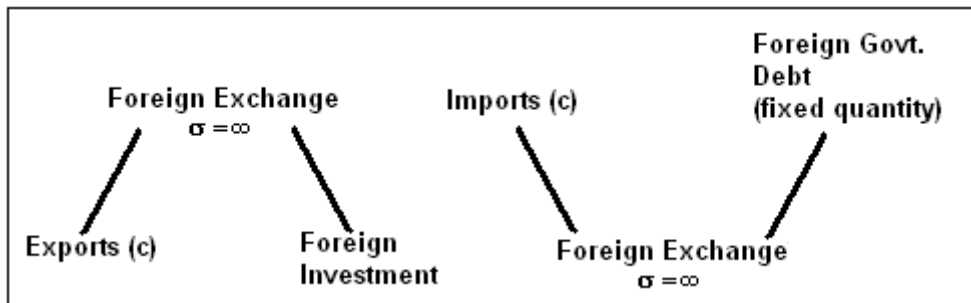 Foreign Exchange
σ = ∞
Exports (c)
Foreign
Investment
Imports (c)
Foreign Govt.
Debt
(fixed quantity)
Foreign Exchange
σ = ∞